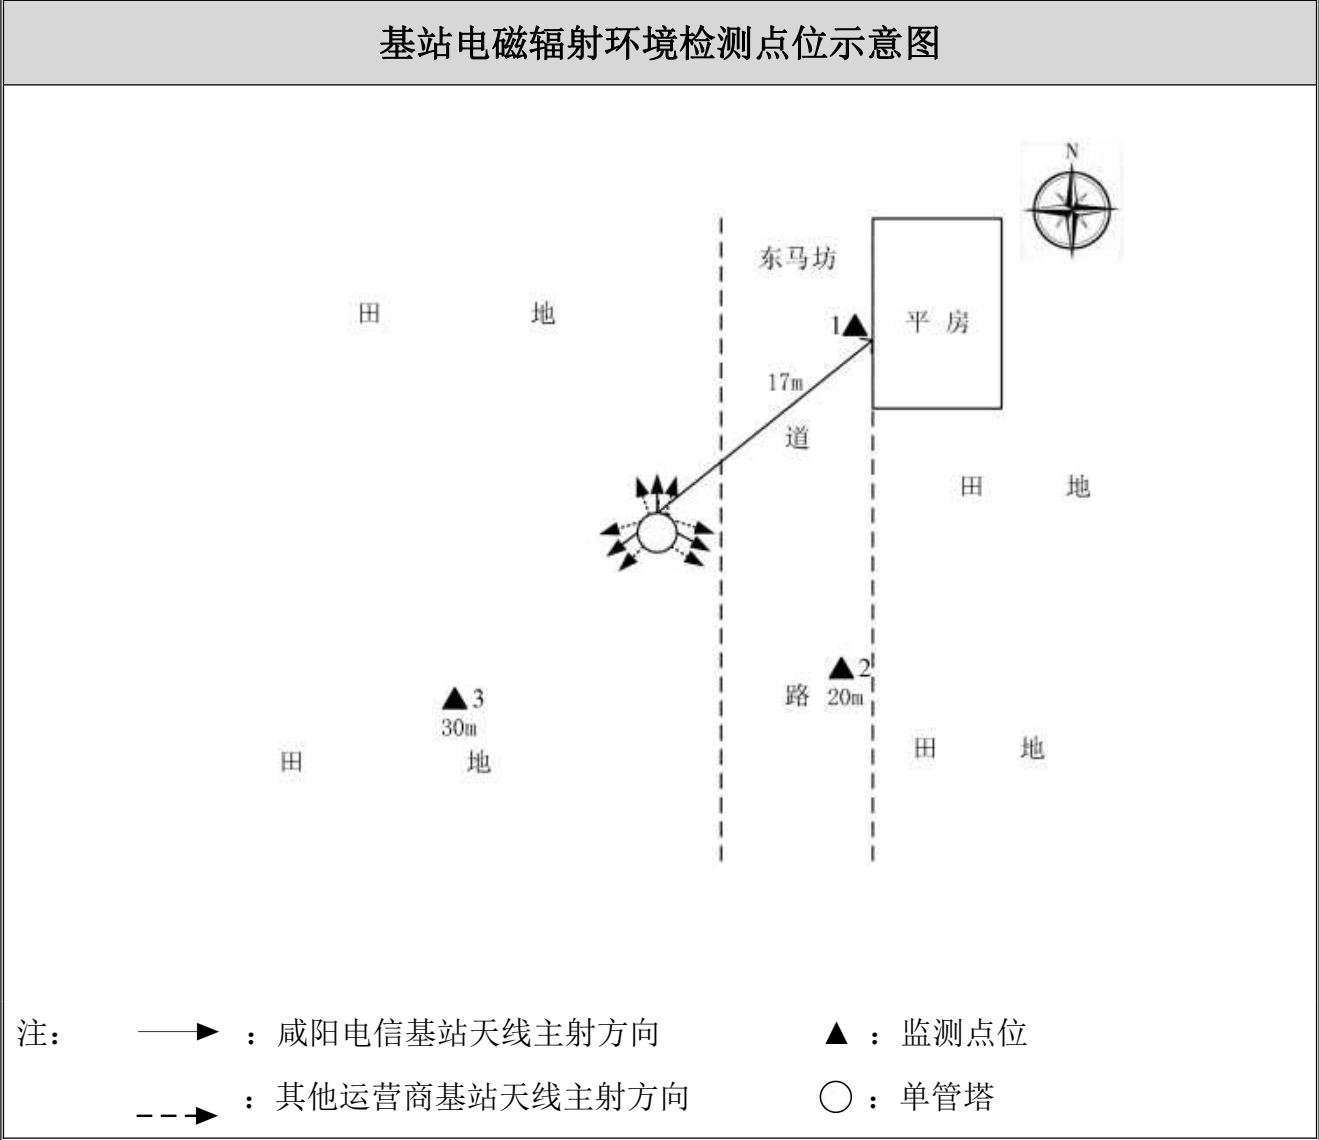 基站电磁辐射环境检测点位示意图
N
东马坊
田 地
1
平 房
17m
道
田 地
2
路 20m
3
30m
田 地
田 地
注： ：咸阳电信基站天线主射方向 ▲ ：监测点位
：其他运营商基站天线主射方向 ：单管塔